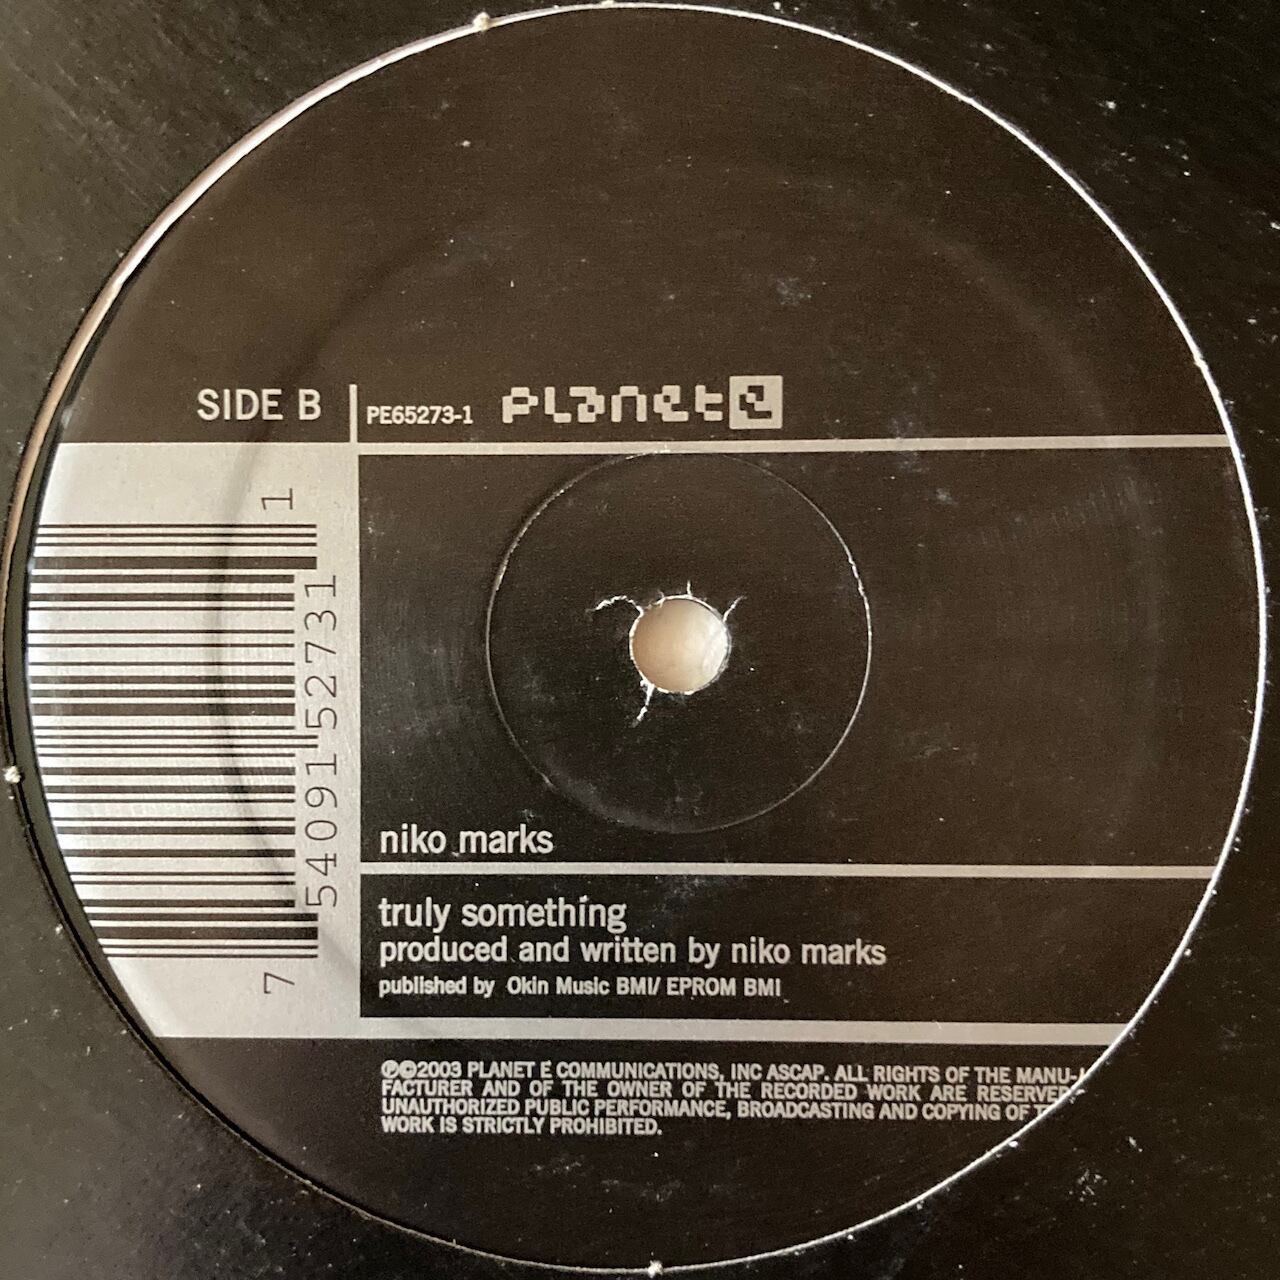 SIDE B
PE65273-1 planet e
1
54091 52731
7
niko marks
truly something
produced and written by niko marks
published by Okin Music BMI/ EPROM BMI
℗©2003 PLANET E COMMUNICATIONS, INC ASCAP. ALL RIGHTS OF THE MANU-
FACTURER AND OF THE OWNER OF THE RECORDED WORK ARE RESERVED
UNAUTHORIZED PUBLIC PERFORMANCE, BROADCASTING AND COPYING OF
WORK IS STRICTLY PROHIBITED.